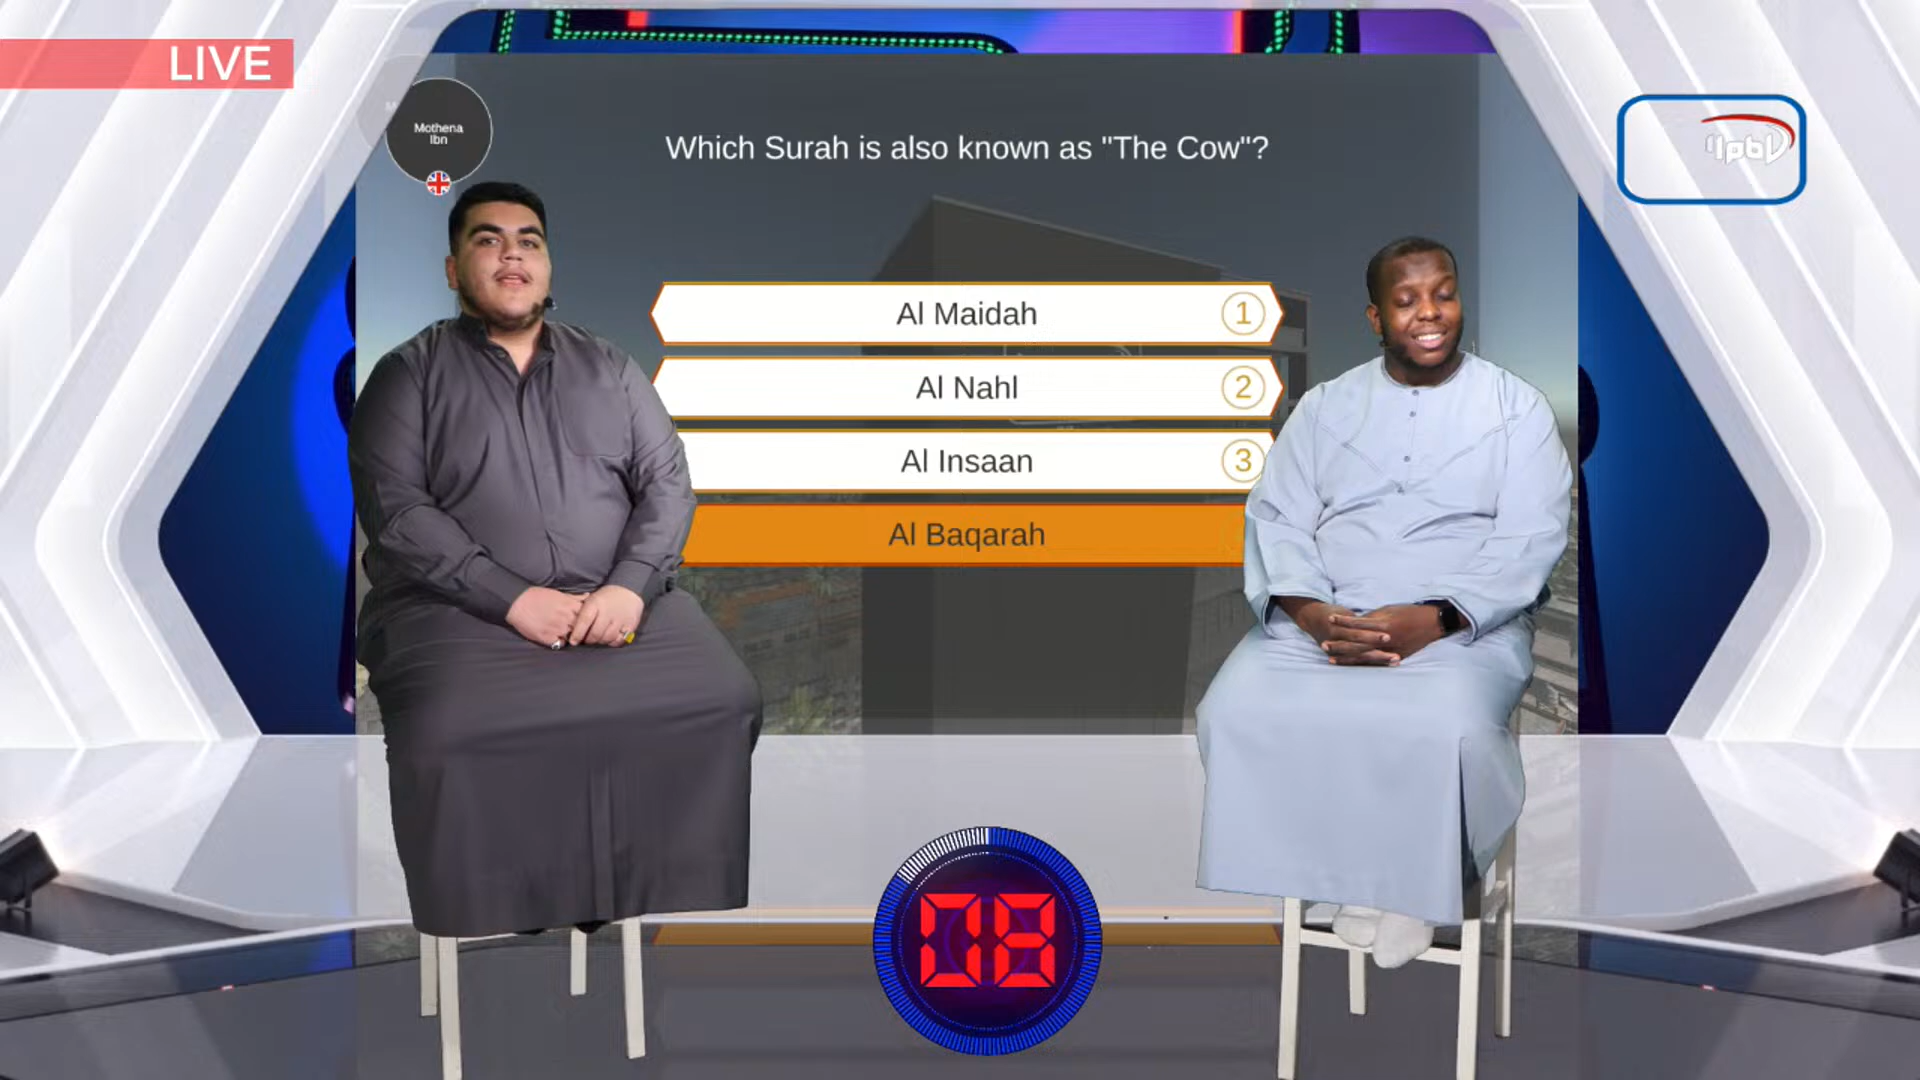 LIVE
Mothena
Ibn
Which Surah is also known as "The Cow"?
Al Maidah 1
Al Nahl 2
Al Insaan 3
Al Baqarah
08